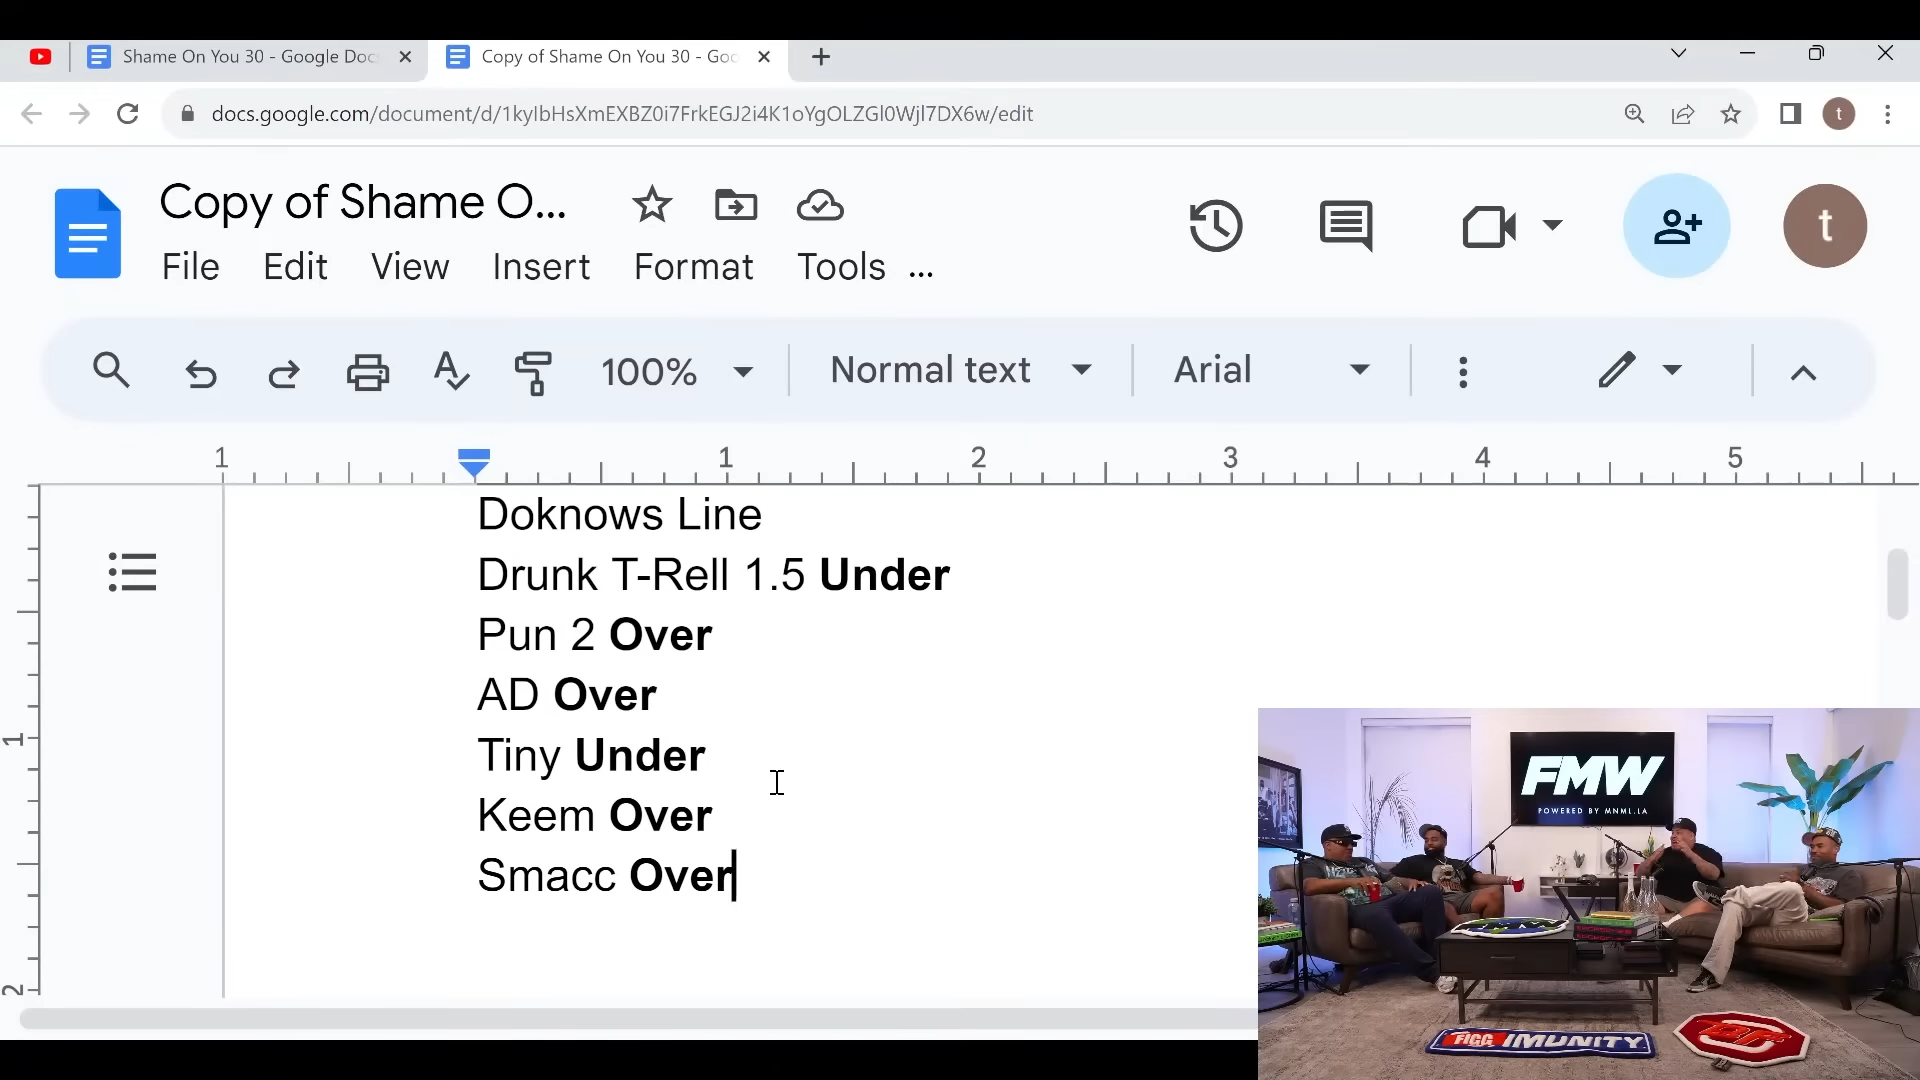 Shame On You 30 - Google Doc
Copy of Shame On You 30 - Goo
docs.google.com/document/d/1kylbHsXmEXBZ0i7FrkEGJ2i4K1oYgOLZGl0Wjl7DX6w/edit
t
Copy of Shame O...
File Edit View Insert Format Tools ...
t
100% Normal text Arial
1 1 2 3 4 5
Doknows Line
Drunk T-Rell 1.5 Under
Pun 2 Over
AD Over
Tiny Under
Keem Over
Smacc Over
1
2
FMW
POWERED BY MNML.LA
FIGG IMUNITY